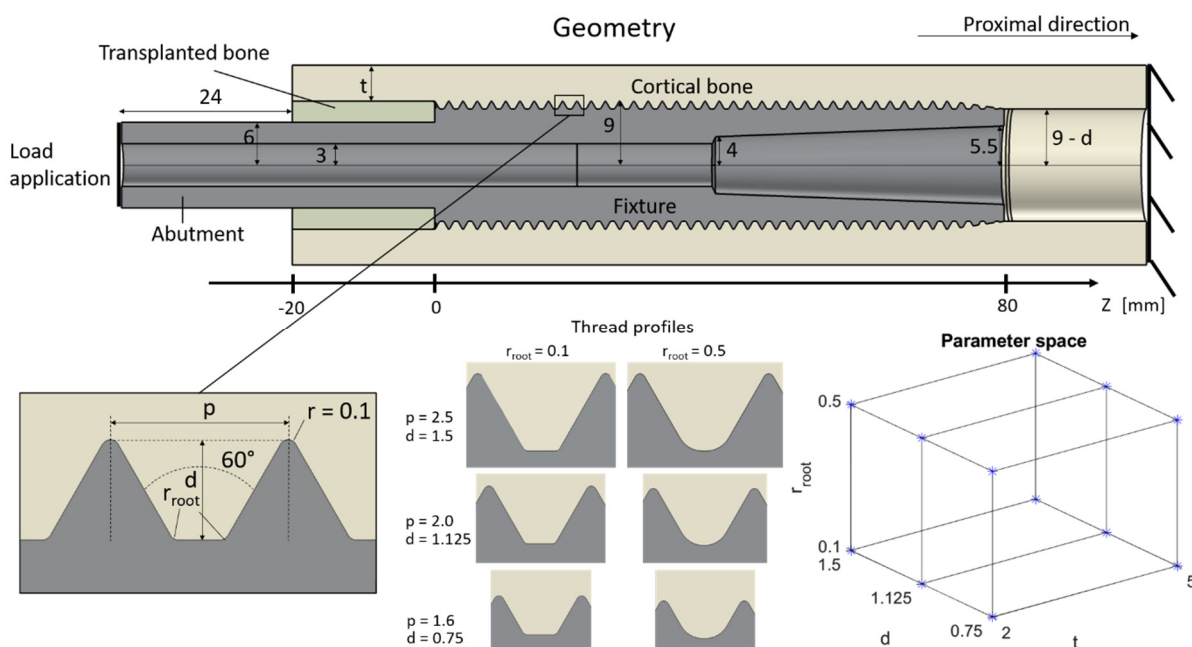 Geometry
Proximal direction
Transplanted bone
24
t
Cortical bone
6
3
9
4
5.5
9 - d
Load
application
Abutment
Fixture
-20
0
80
Z [mm]
p
r = 0.1
60°
d
r_root
Thread profiles
r_root = 0.1
r_root = 0.5
p = 2.5
d = 1.5
p = 2.0
d = 1.125
p = 1.6
d = 0.75
Parameter space
0.5
r_root
0.1
1.5
1.125
0.75
2
5
d
t